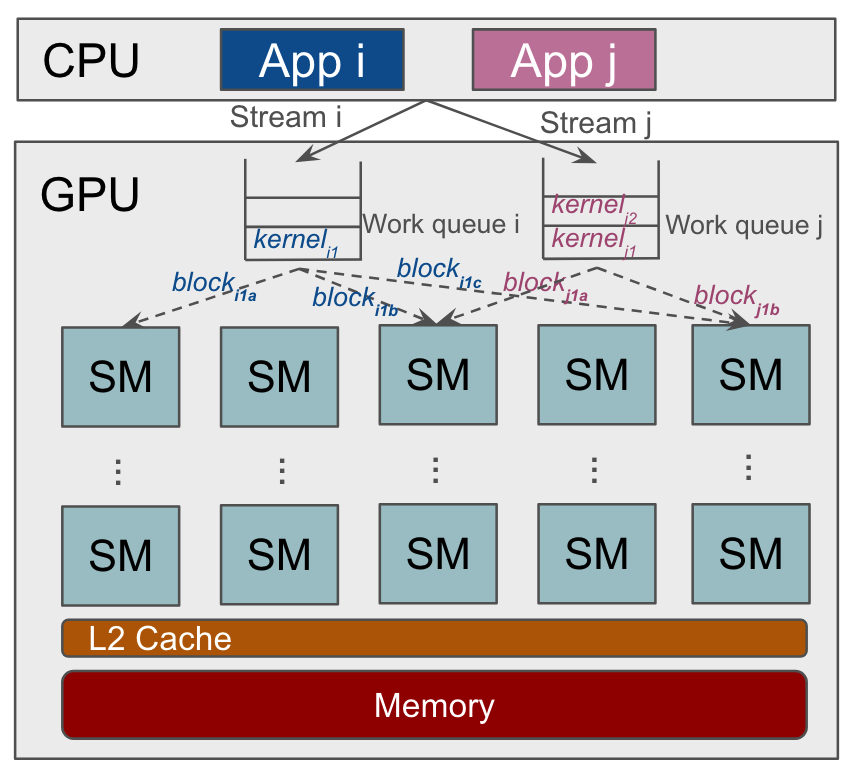 CPU
App i
App j
Stream i
Stream j
GPU
kernel_i1
Work queue i
kernel_j2
kernel_j1
Work queue j
block_i1a
block_i1b
block_i1c
block_j1a
block_j1b
SM SM SM SM SM
⋮ ⋮ ⋮ ⋮ ⋮
SM SM SM SM SM
L2 Cache
Memory